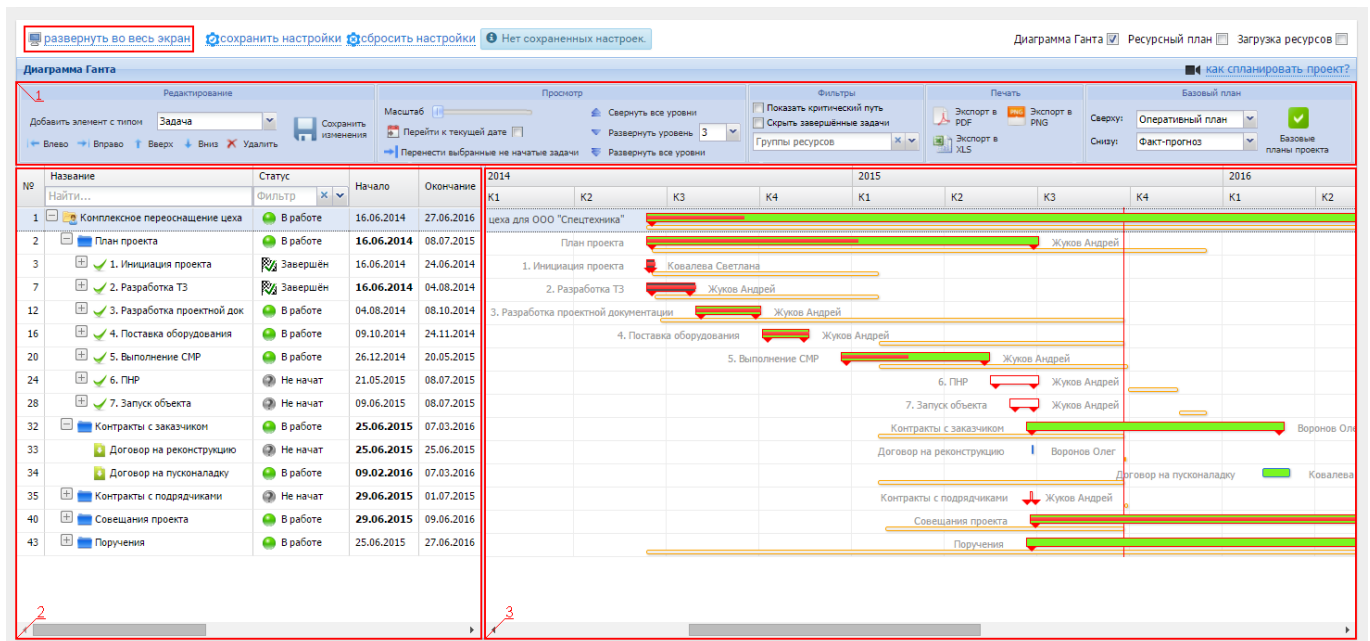 развернуть во весь экран сохранить настройки сбросить настройки Нет сохраненных настроек. Диаграмма Ганта Ресурсный план Загрузка ресурсов
Диаграмма Ганта как спланировать проект?
1 Редактирование Просмотр Фильтры Печать Базовый план
Добавить элемент с типом Задача Сохранить изменения
Влево Вправо Вверх Вниз Удалить
Масштаб Свернуть все уровни
Перейти к текущей дате Развернуть уровень 3
Перенести выбранные не начатые задачи Развернуть все уровни
Показать критический путь
Скрыть завершённые задачи
Группы ресурсов
Экспорт в PDF PNG Экспорт в PNG
Экспорт в XLS
Сверху: Оперативный план
Снизу: Факт-прогноз
Базовые планы проекта
№ Название Статус Начало Окончание
Найти... Фильтр
1 Комплексное переоснащение цеха В работе 16.06.2014 27.06.2016
2 План проекта В работе 16.06.2014 08.07.2015
3 1. Инициация проекта Завершён 16.06.2014 24.06.2014
7 2. Разработка ТЗ Завершён 16.06.2014 04.08.2014
12 3. Разработка проектной док В работе 04.08.2014 08.10.2014
16 4. Поставка оборудования В работе 09.10.2014 24.11.2014
20 5. Выполнение СМР В работе 26.12.2014 20.05.2015
24 6. ПНР Не начат 21.05.2015 08.07.2015
28 7. Запуск объекта Не начат 09.06.2015 08.07.2015
32 Контракты с заказчиком В работе 25.06.2015 07.03.2016
33 Договор на реконструкцию Не начат 25.06.2015 25.06.2015
34 Договор на пусконаладку В работе 09.02.2016 07.03.2016
35 Контракты с подрядчиками Не начат 29.06.2015 01.07.2015
40 Совещания проекта В работе 29.06.2015 09.06.2016
43 Поручения В работе 25.06.2015 27.06.2016
2
2014 2015 2016
К1 К2 К3 К4 К1 К2 К3 К4 К1 К2
цеха для ООО "Спецтехника"
План проекта Жуков Андрей
1. Инициация проекта Ковалева Светлана
2. Разработка ТЗ Жуков Андрей
3. Разработка проектной документации Жуков Андрей
4. Поставка оборудования Жуков Андрей
5. Выполнение СМР Жуков Андрей
6. ПНР Жуков Андрей
7. Запуск объекта Жуков Андрей
Контракты с заказчиком Воронов Оле
Договор на реконструкцию Воронов Олег
Договор на пусконаладку Ковалева
Контракты с подрядчиками Жуков Андрей
Совещания проекта
Поручения
3